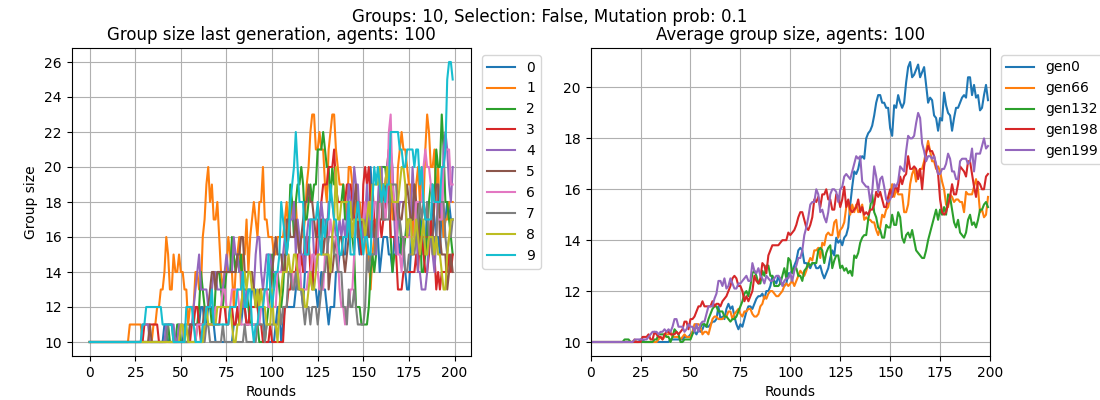 Groups: 10, Selection: False, Mutation prob: 0.1
Group size last generation, agents: 100
26
24
22
20
18
16
14
12
10
Group size
0 25 50 75 100 125 150 175 200
Rounds
0
1
2
3
4
5
6
7
8
9
Average group size, agents: 100
20
18
16
14
12
10
0 25 50 75 100 125 150 175 200
Rounds
gen0
gen66
gen132
gen198
gen199